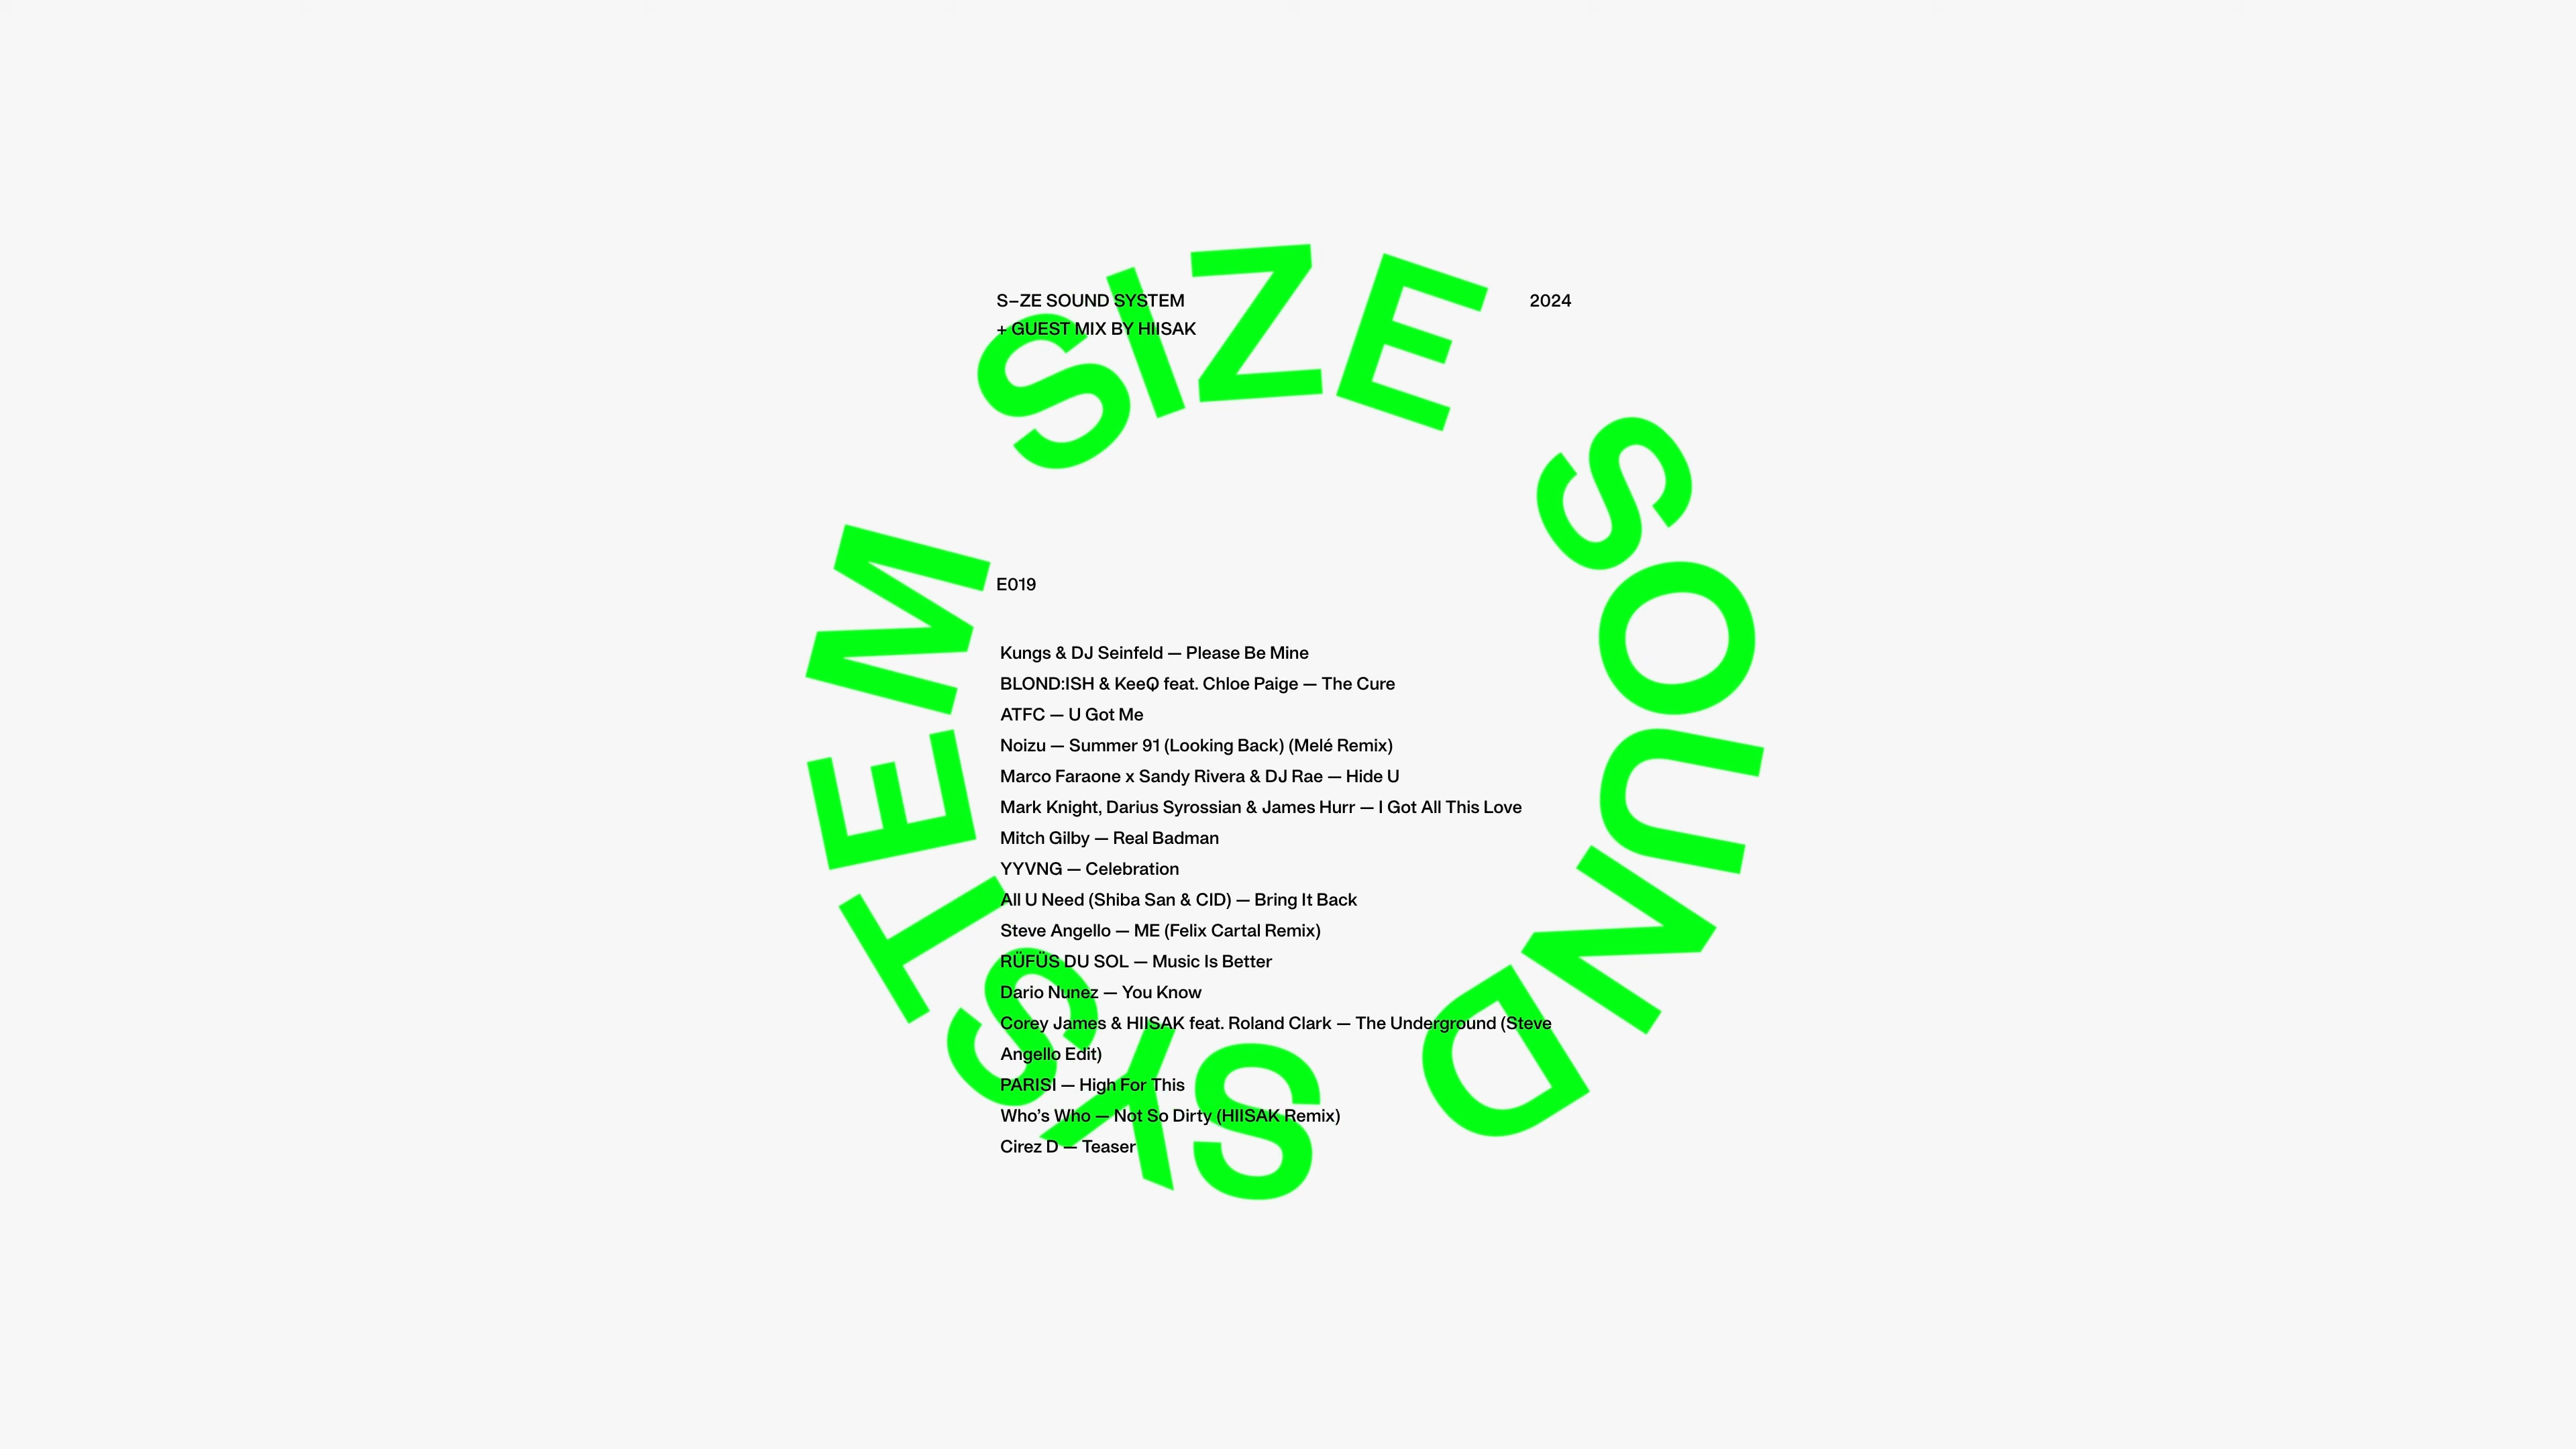 SIZE SOUND SYSTEM
S–ZE SOUND SYSTEM
+ GUEST MIX BY HIISAK
2024
E019
Kungs & DJ Seinfeld — Please Be Mine
BLOND:ISH & KeeQ feat. Chloe Paige — The Cure
ATFC — U Got Me
Noizu — Summer 91 (Looking Back) (Melé Remix)
Marco Faraone x Sandy Rivera & DJ Rae — Hide U
Mark Knight, Darius Syrossian & James Hurr — I Got All This Love
Mitch Gilby — Real Badman
YYVNG — Celebration
All U Need (Shiba San & CID) — Bring It Back
Steve Angello — ME (Felix Cartal Remix)
RÜFÜS DU SOL — Music Is Better
Dario Nunez — You Know
Corey James & HIISAK feat. Roland Clark — The Underground (Steve
Angello Edit)
PARISI — High For This
Who’s Who — Not So Dirty (HIISAK Remix)
Cirez D — Teaser